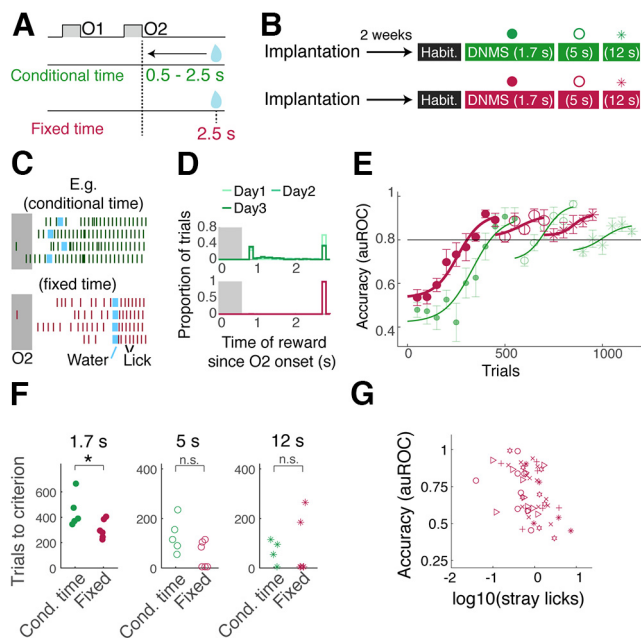 A
O1
O2
Conditional time
0.5 - 2.5 s
Fixed time
2.5 s
B
2 weeks
Implantation
Habit.
DNMS (1.7 s)
(5 s)
(12 s)
Implantation
Habit.
DNMS (1.7 s)
(5 s)
(12 s)
C
E.g.
(conditional time)
(fixed time)
O2
Water
Lick
D
Day1
Day2
Day3
Proportion of trials
0.8
0.4
0
0
1
2
1
0.5
0
0
1
2
Time of reward
since O2 onset (s)
E
Accuracy (auROC)
1
0.8
0.6
0.4
0
500
1000
Trials
F
Trials to criterion
1.7 s
*
600
400
200
0
Cond. time
Fixed
5 s
n.s.
400
200
0
Cond. time
Fixed
12 s
n.s.
400
200
0
Cond. time
Fixed
G
Accuracy (auROC)
1
0.75
0.5
0.25
-2
-1
0
1
log10(stray licks)